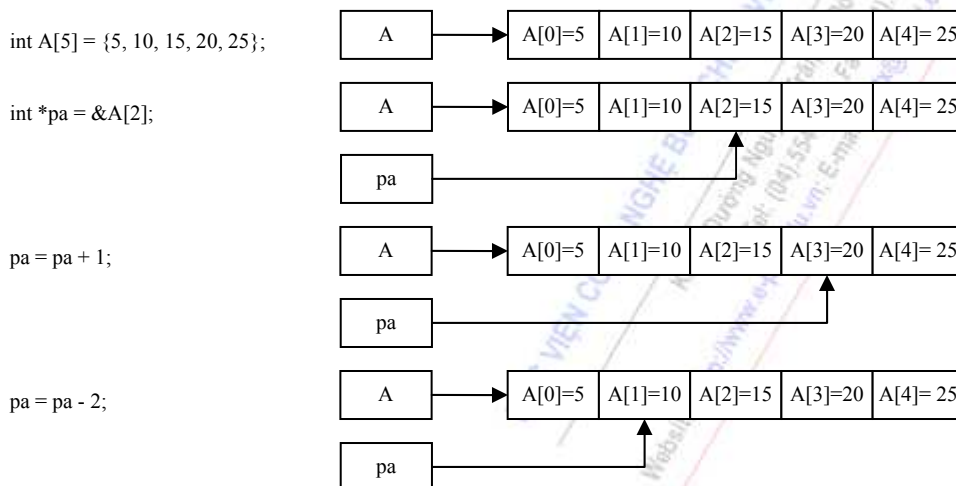 int A[5] = {5, 10, 15, 20, 25};
A A[0]=5 A[1]=10 A[2]=15 A[3]=20 A[4]= 25
int *pa = &A[2];
A A[0]=5 A[1]=10 A[2]=15 A[3]=20 A[4]= 25
pa
pa = pa + 1;
A A[0]=5 A[1]=10 A[2]=15 A[3]=20 A[4]= 25
pa
pa = pa - 2;
A A[0]=5 A[1]=10 A[2]=15 A[3]=20 A[4]= 25
pa
VIỆN NGHỆ